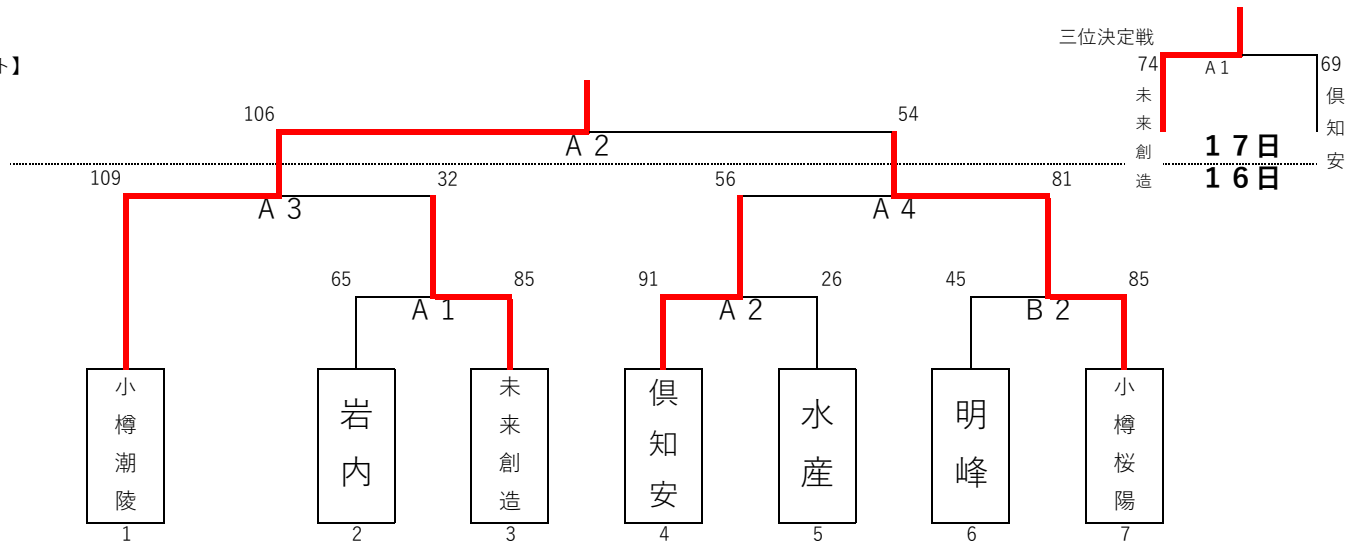 三位決定戦
ト】
74
A 1
69
未来創造
倶知安
106
54
A 2
１７日
１６日
109
32
56
81
A 3
A 4
65
85
91
26
45
85
A 1
A 2
B 2
小樽潮陵
岩内
未来創造
倶知安
水産
明峰
小樽桜陽
1
2
3
4
5
6
7